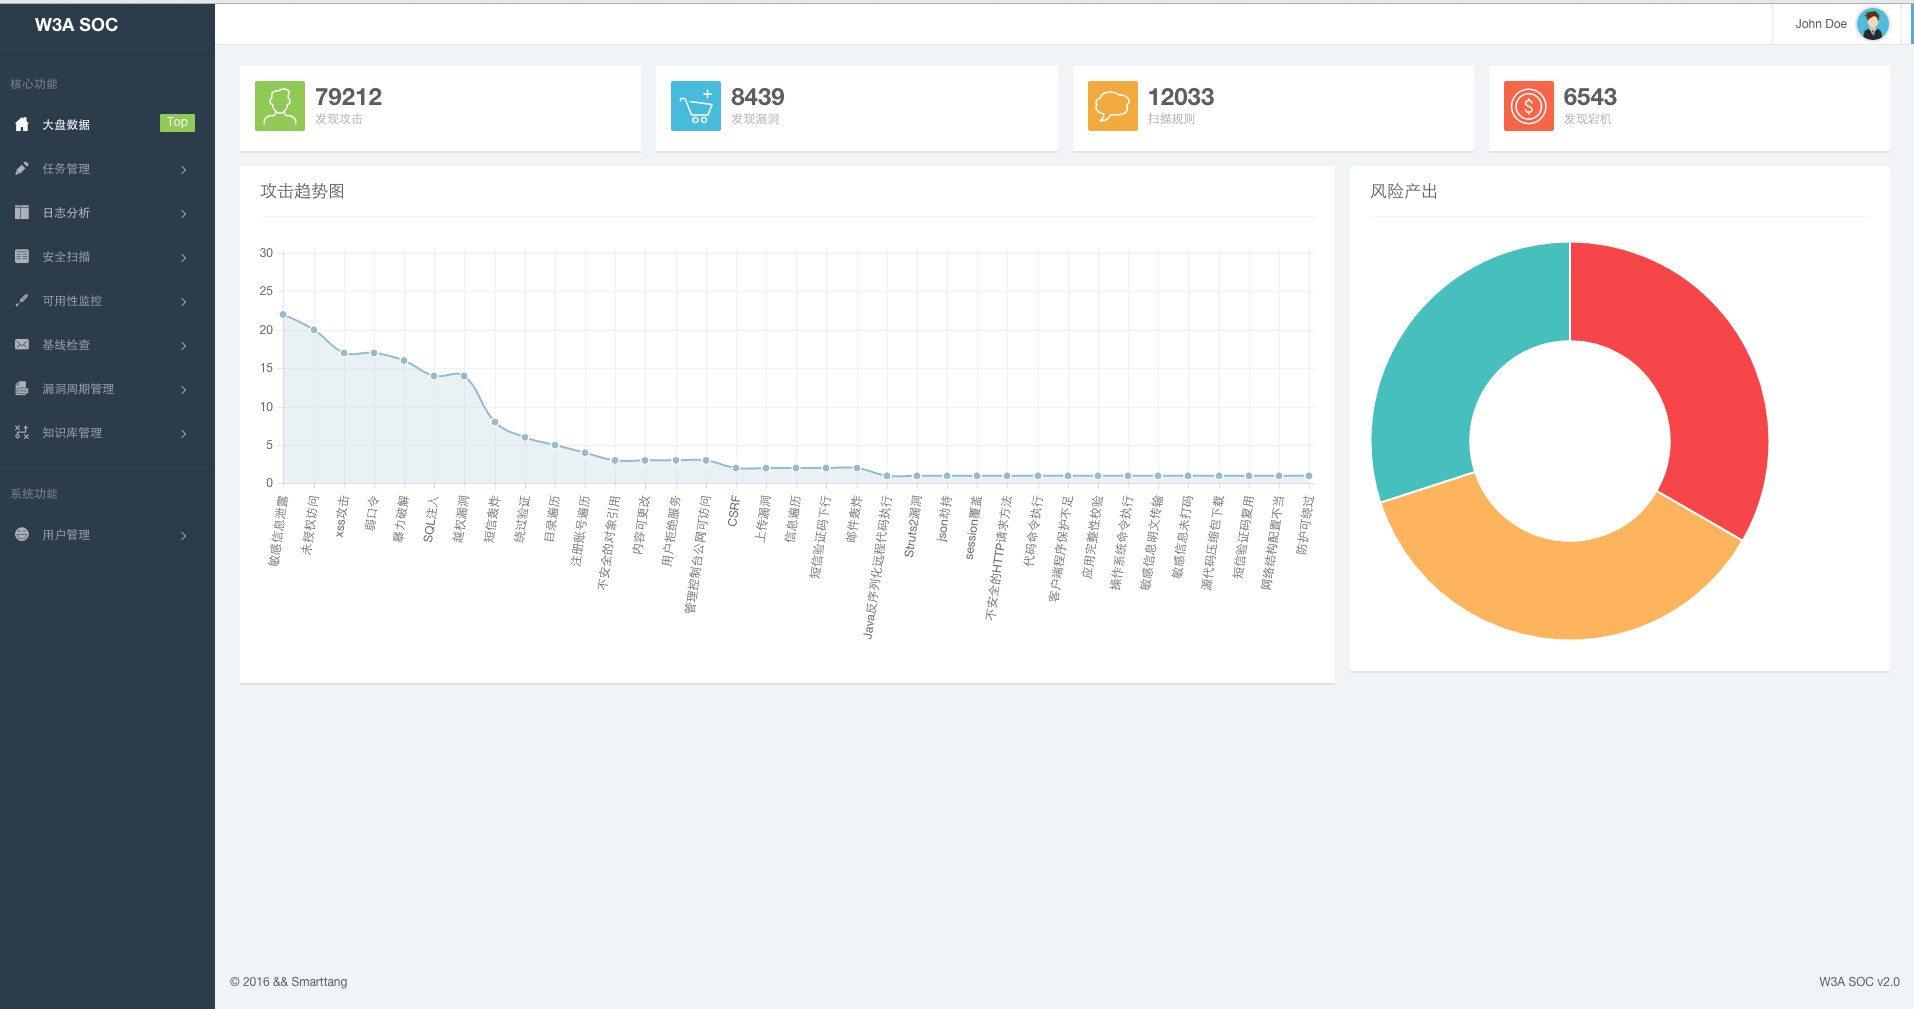 W3A SOC
John Doe
核心功能
大盘数据
Top
任务管理
日志分析
安全扫描
可用性监控
基线检查
漏洞周期管理
知识库管理
系统功能
用户管理
79212
发现攻击
8439
发现漏洞
12033
扫描规则
6543
发现宕机
攻击趋势图
30
25
20
15
10
5
0
敏感信息泄露
未授权访问
xss攻击
弱口令
暴力破解
SQL注入
越权漏洞
短信轰炸
绕过验证
目录遍历
注册账号遍历
不安全的对象引用
内容可更改
用户拒绝服务
管理控制台公网可访问
CSRF
上传漏洞
信息遍历
短信验证码下行
邮件轰炸
Java反序列化远程代码执行
Struts2漏洞
json劫持
session覆盖
不安全的HTTP请求方法
代码命令执行
客户端程序保护不足
应用完整性校验
操作系统命令执行
敏感信息明文传输
敏感信息未打码
源代码压缩包下载
短信验证码复用
网络结构配置不当
防护可绕过
风险产出
© 2016 && Smarttang
W3A SOC v2.0